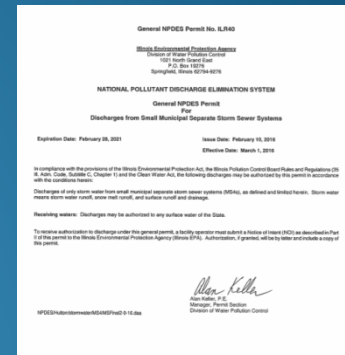 General NPDES Permit No. ILR40
Illinois Environmental Protection Agency
Division of Water Pollution Control
1021 North Grand East
P.O. Box 19276
Springfield, Illinois 62794-9276
NATIONAL POLLUTANT DISCHARGE ELIMINATION SYSTEM
General NPDES Permit
For
Discharges from Small Municipal Separate Storm Sewer Systems
Expiration Date: February 28, 2021 Issue Date: February 10, 2016
Effective Date: March 1, 2016
In compliance with the provisions of the Illinois Environmental Protection Act, the Illinois Pollution Control Board Rules and Regulations (35
Ill. Adm. Code, Subtitle C, Chapter 1) and the Clean Water Act, the following discharges may be authorized by this permit in accordance
with the conditions herein:
Discharges of only storm water from small municipal separate storm sewer systems (MS4s), as defined and limited herein. Storm water
means storm water runoff, snow melt runoff, and surface runoff and drainage.
Receiving waters: Discharges may be authorized to any surface water of the State.
To receive authorization to discharge under this general permit, a facility operator must submit a Notice of Intent (NOI) as described in Part
II of this permit to the Illinois Environmental Protection Agency (Illinois EPA). Authorization, if granted, will be by letter and include a copy of
this permit.
Alan Keller
Alan Keller, P.E.
Manager, Permit Section
Division of Water Pollution Control